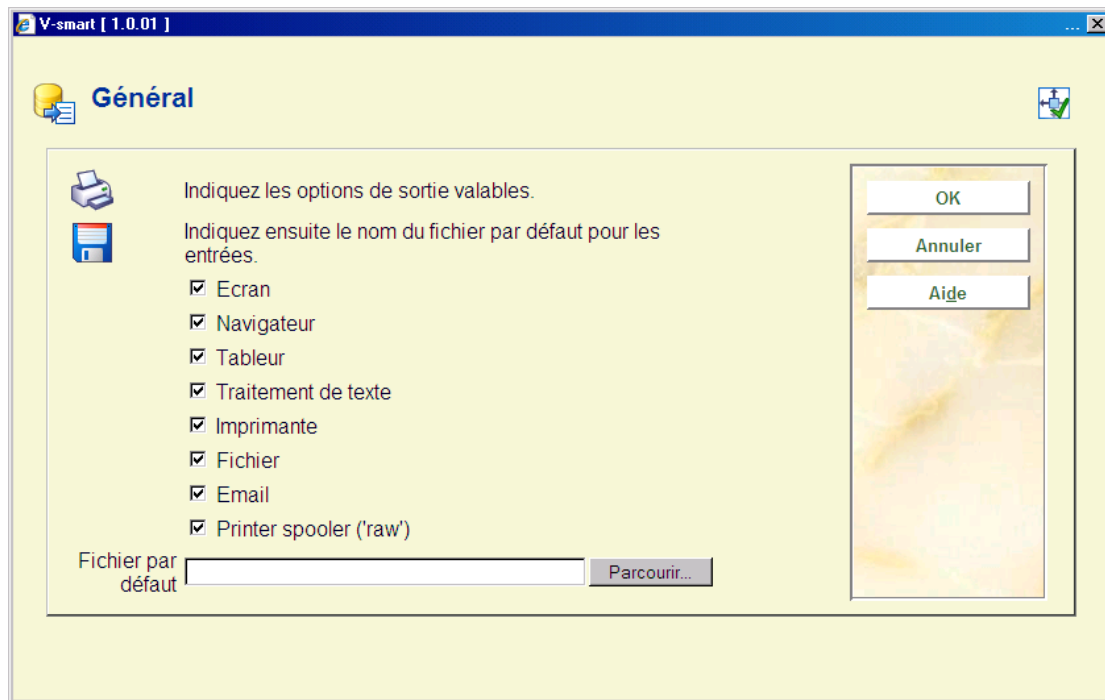 V-smart [ 1.0.01 ]
...
Général
Indiquez les options de sortie valables.
Indiquez ensuite le nom du fichier par défaut pour les
entrées.
Ecran
Navigateur
Tableur
Traitement de texte
Imprimante
Fichier
Email
Printer spooler ('raw')
Fichier par
défaut
Parcourir...
OK
Annuler
Aide